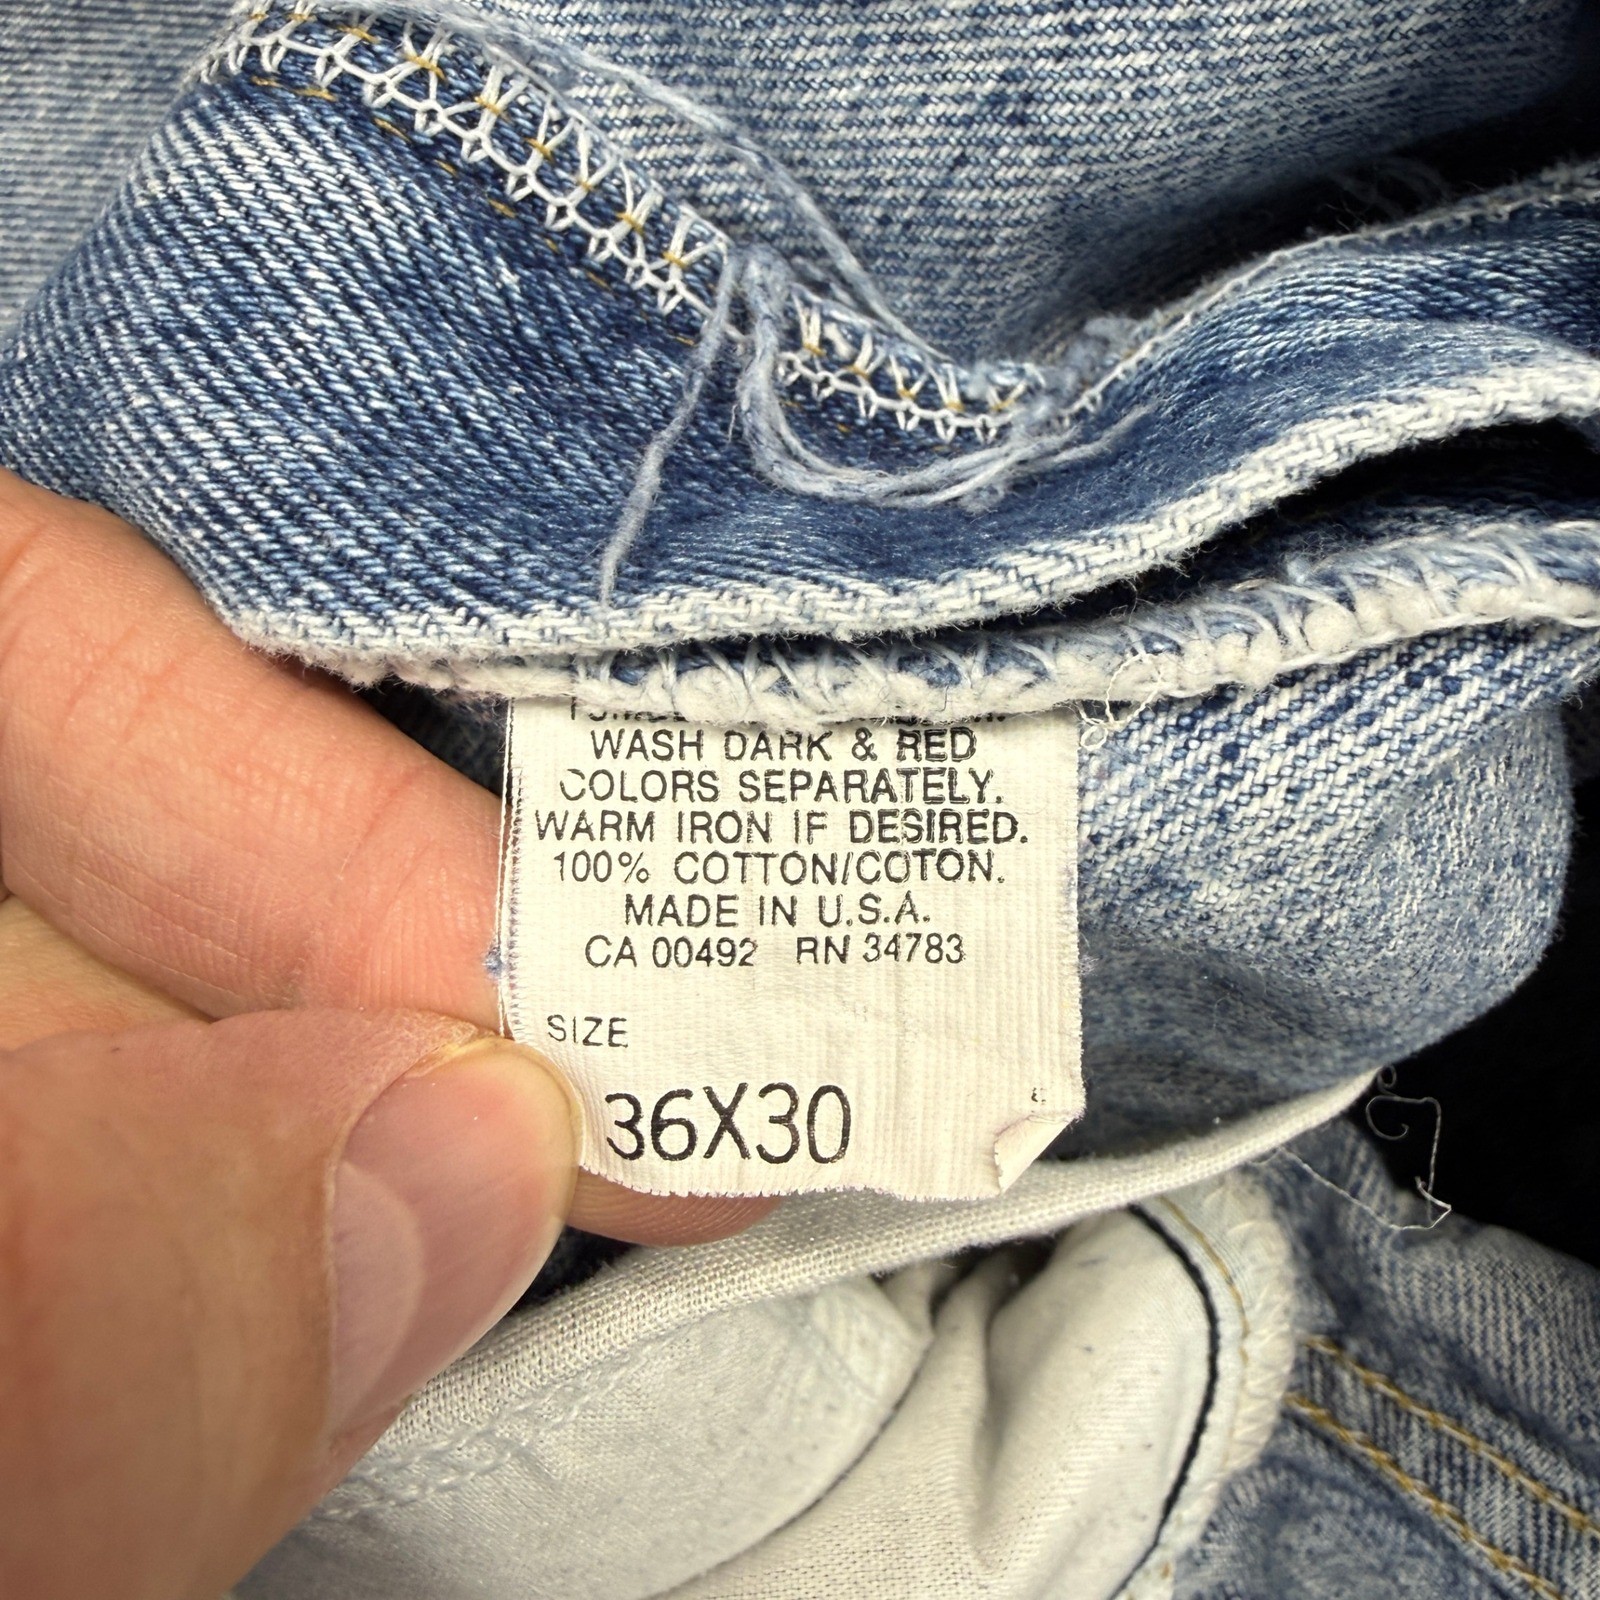 WASH DARK & RED
COLORS SEPARATELY.
WARM IRON IF DESIRED.
100% COTTON/COTON.
MADE IN U.S.A.
CA 00492 RN 34783
SIZE
36X30